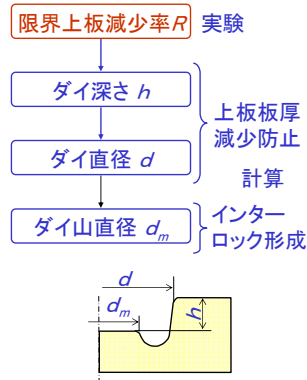 限界上板減少率R 実験
ダイ深さ h
上板板厚
減少防止
ダイ直径 d
計算
ダイ山直径 dm
インター
ロック形成
d
dm
h